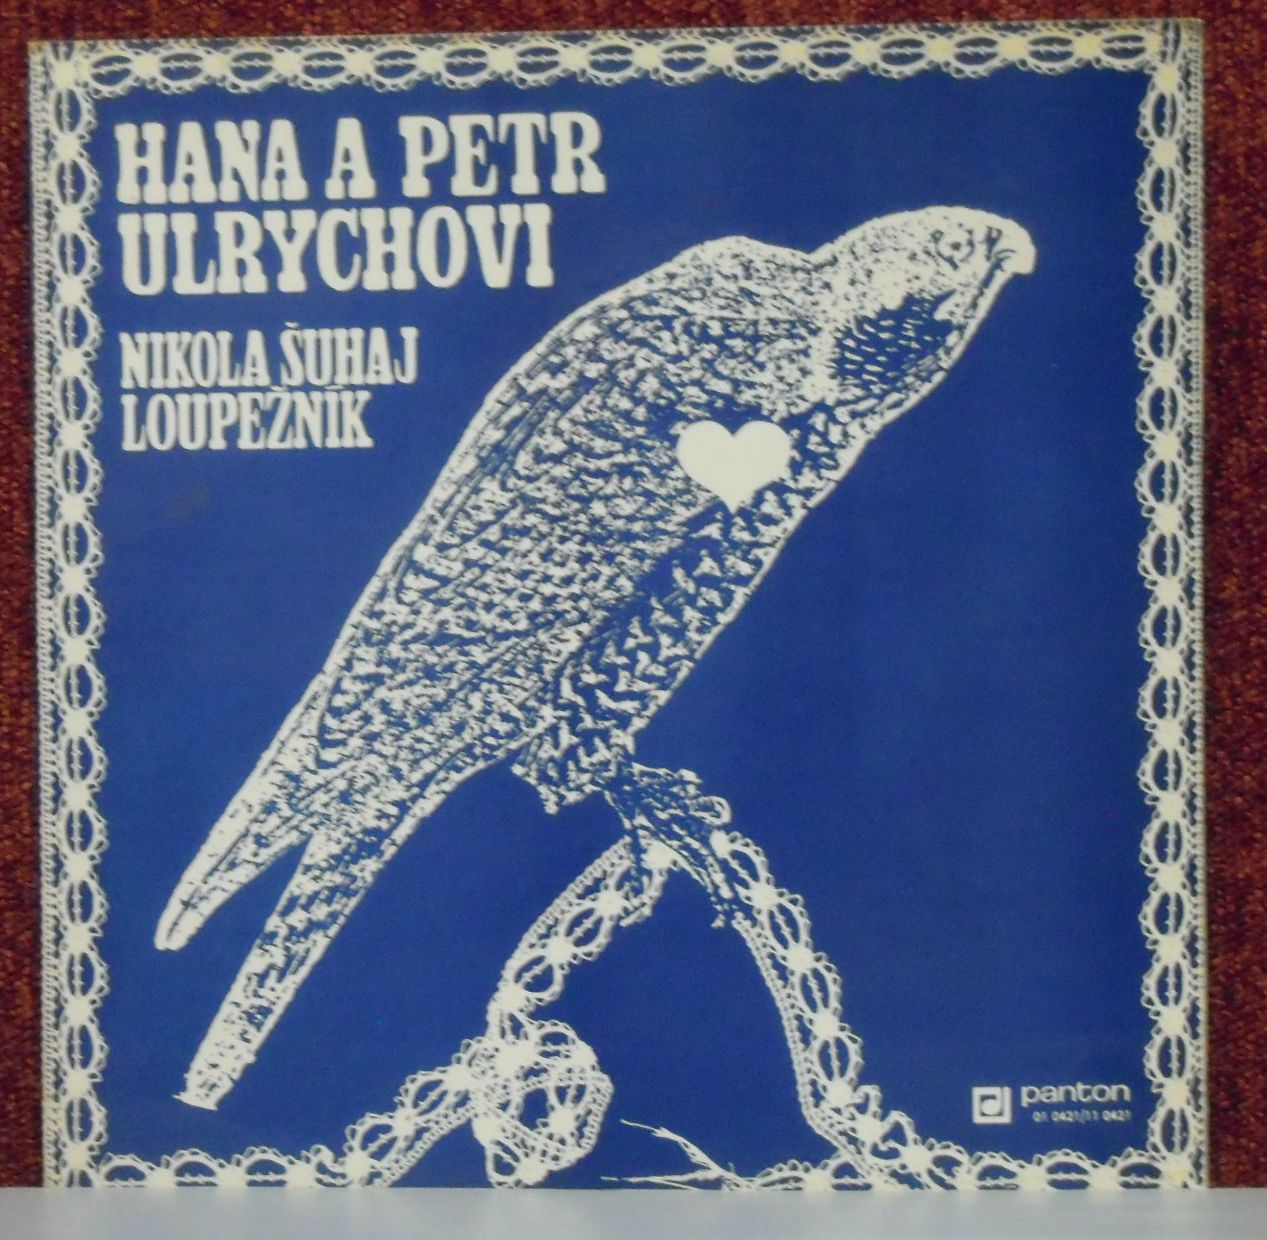 HANA A PETR
ULRYCHOVI
NIKOLA ŠUHAJ
LOUPEŽNÍK
panton
01 0421/11 0421